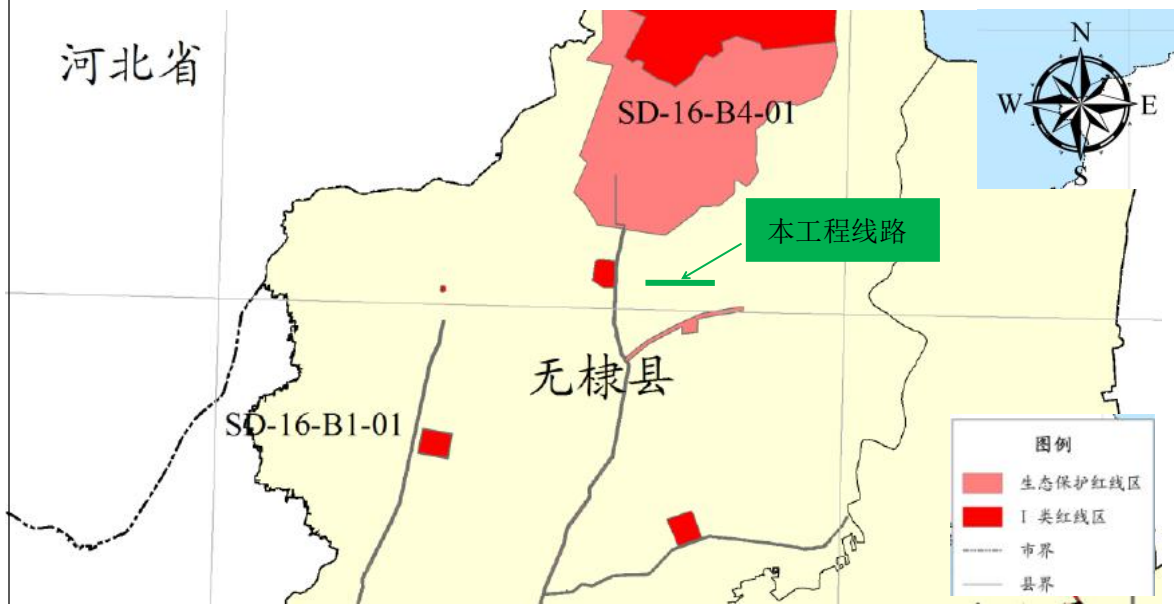 河北省
N
W
E
S
SD-16-B4-01
本工程线路
无棣县
SD-16-B1-01
图例
生态保护红线区
I 类红线区
市界
县界